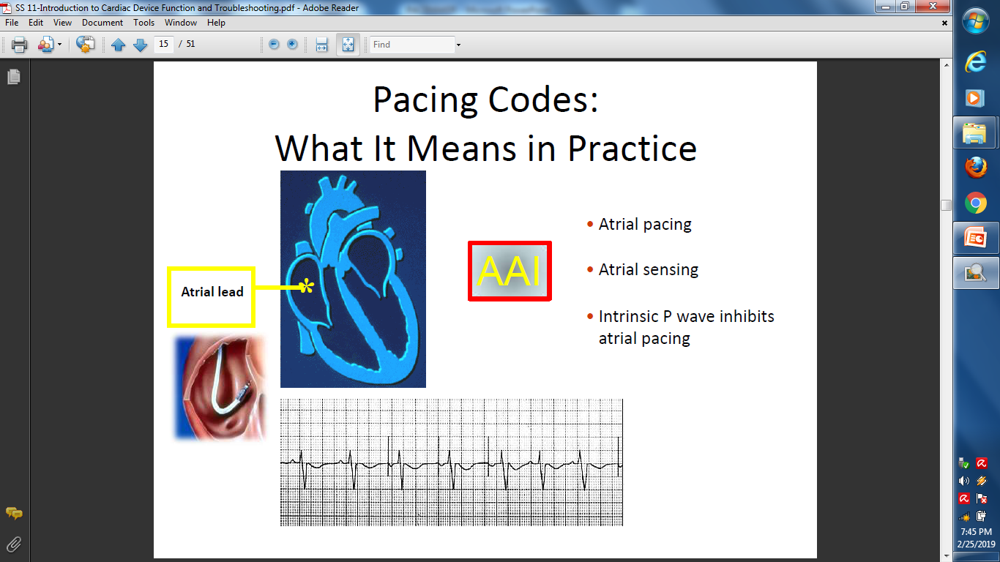 SS 11-Introduction to Cardiac Device Function and Troubleshooting.pdf - Adobe Reader
File Edit View Document Tools Window Help
15 / 51 Find
Pacing Codes:
What It Means in Practice
Atrial lead
AAI
• Atrial pacing
• Atrial sensing
• Intrinsic P wave inhibits
atrial pacing
7:45 PM
2/25/2019